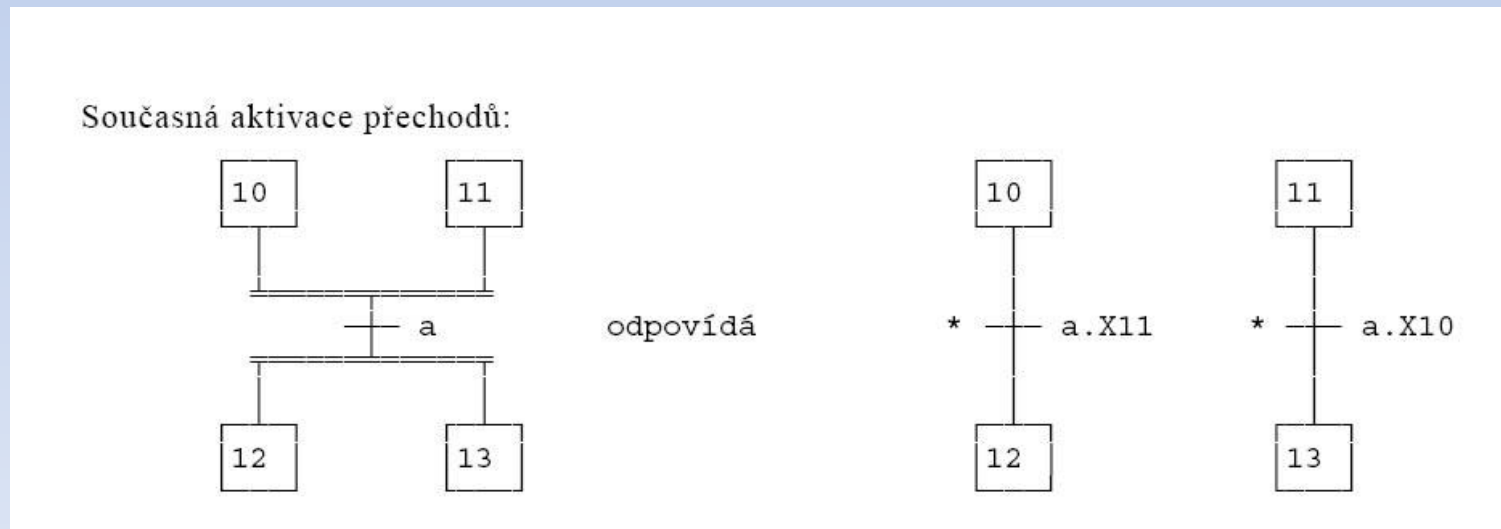 Současná aktivace přechodů:
10 11 10 11
a odpovídá * a.X11 * a.X10
12 13 12 13